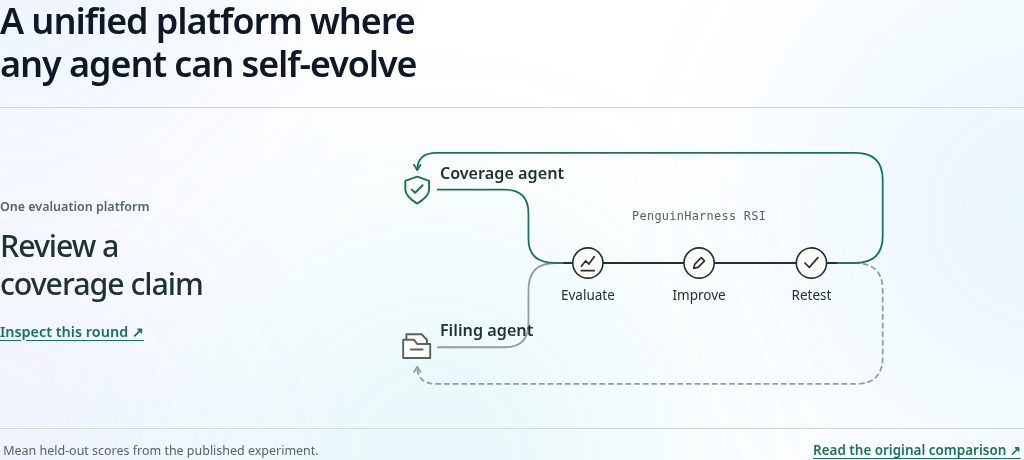 A unified platform where
any agent can self-evolve
Coverage agent
One evaluation platform
PenguinHarness RSI
Review a
coverage claim
Evaluate
Improve
Retest
Inspect this round ↗
Filing agent
Mean held-out scores from the published experiment.
Read the original comparison ↗